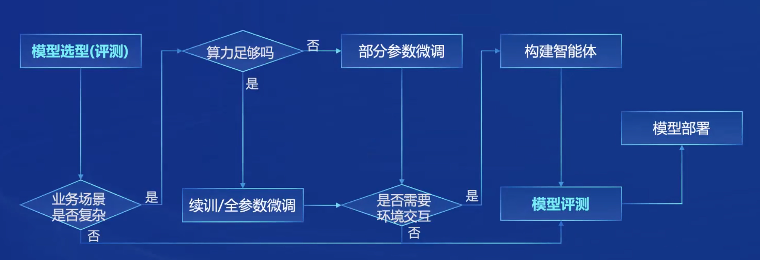 模型选型(评测)
算力足够吗
否
部分参数微调
构建智能体
是
模型部署
业务场景
是否复杂
是
续训/全参数微调
是否需要
环境交互
是
模型评测
否
否